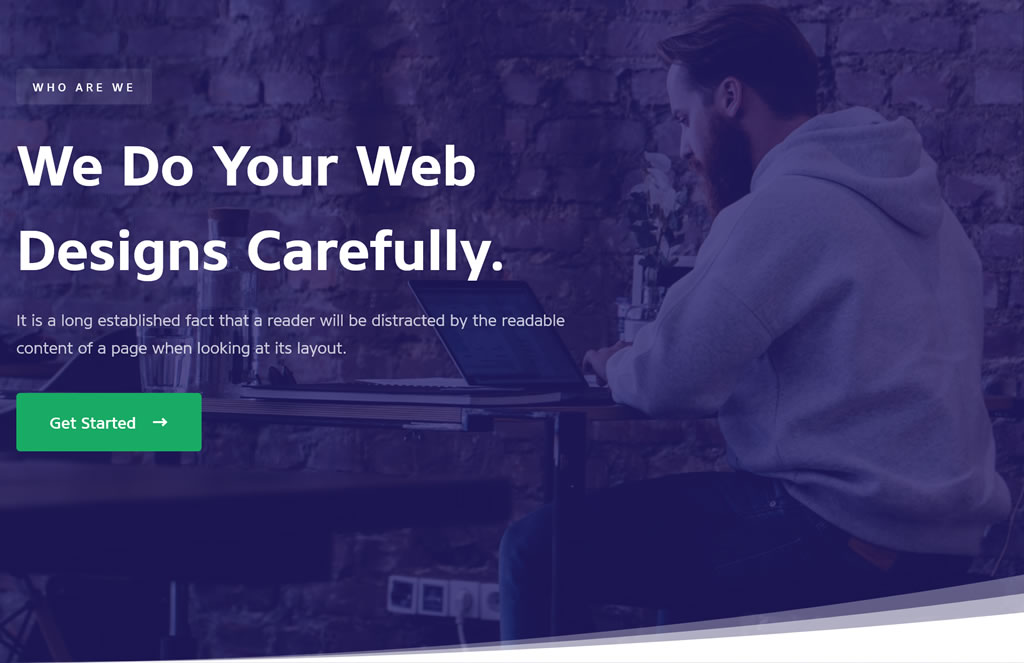 WHO ARE WE
We Do Your Web
Designs Carefully.
It is a long established fact that a reader will be distracted by the readable
content of a page when looking at its layout.
Get Started →